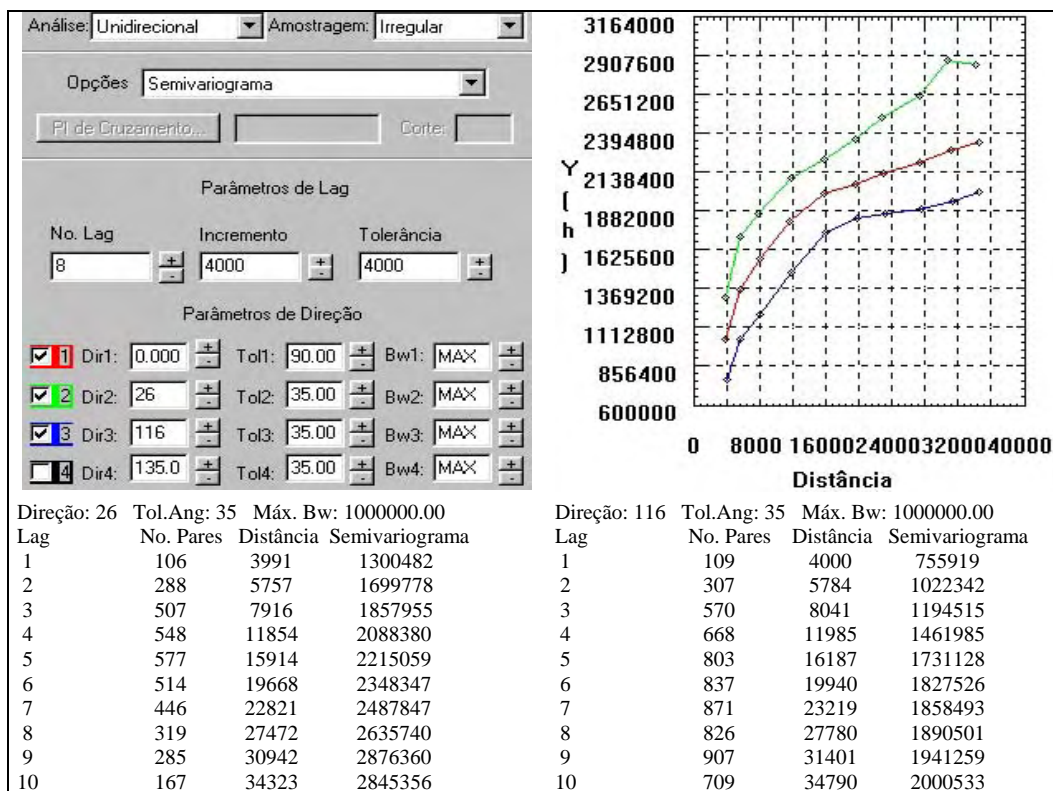 Análise: Unidirecional Amostragem: Irregular
Opções Semivariograma
PI de Cruzamento... Corte:
Parâmetros de Lag
No. Lag Incremento Tolerância
8 + - 4000 + - 4000 + -
Parâmetros de Direção
1 Dir1: 0.000 + - Tol1: 90.00 + - Bw1: MAX + -
2 Dir2: 26 + - Tol2: 35.00 + - Bw2: MAX + -
3 Dir3: 116 + - Tol3: 35.00 + - Bw3: MAX + -
4 Dir4: 135.0 + - Tol4: 35.00 + - Bw4: MAX + -
3164000
2907600
2651200
2394800
2138400
1882000
1625600
1369200
1112800
856400
600000
Y
(
h
)
0 8000 16000 24000 32000 40000
Distância
Direção: 26 Tol.Ang: 35 Máx. Bw: 1000000.00
Lag No. Pares Distância Semivariograma
1 106 3991 1300482
2 288 5757 1699778
3 507 7916 1857955
4 548 11854 2088380
5 577 15914 2215059
6 514 19668 2348347
7 446 22821 2487847
8 319 27472 2635740
9 285 30942 2876360
10 167 34323 2845356
Direção: 116 Tol.Ang: 35 Máx. Bw: 1000000.00
Lag No. Pares Distância Semivariograma
1 109 4000 755919
2 307 5784 1022342
3 570 8041 1194515
4 668 11985 1461985
5 803 16187 1731128
6 837 19940 1827526
7 871 23219 1858493
8 826 27780 1890501
9 907 31401 1941259
10 709 34790 2000533